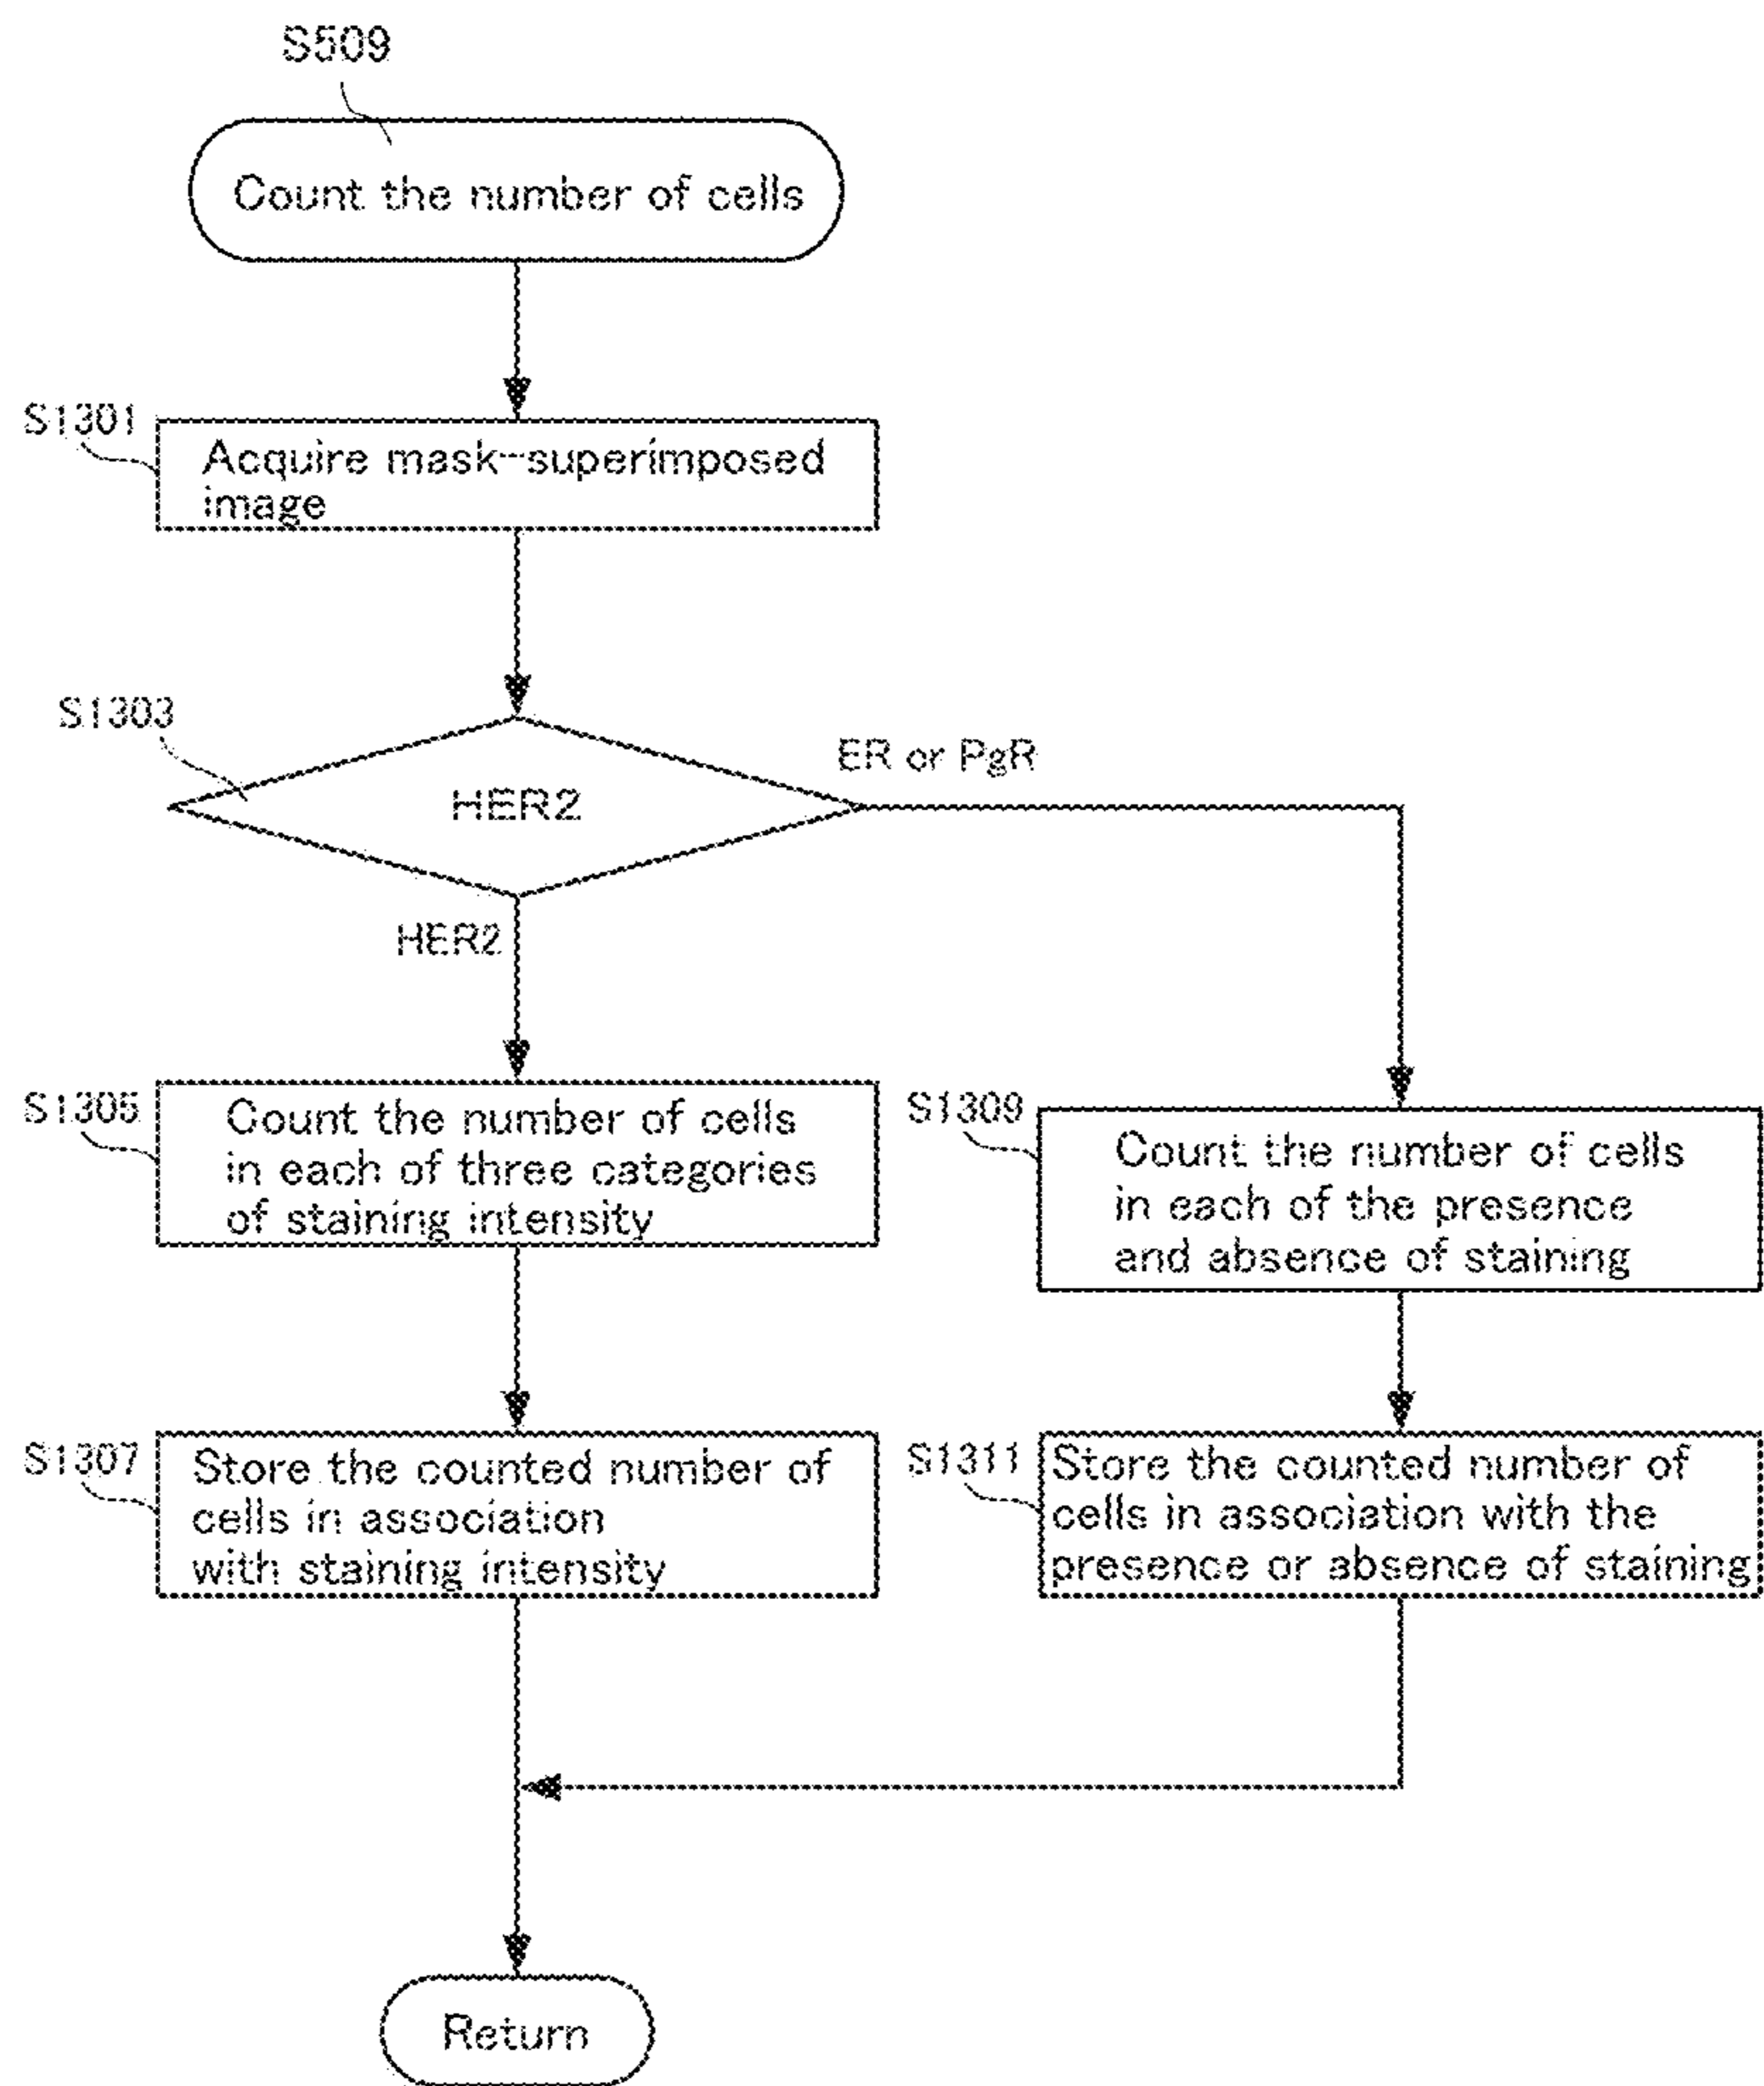 S509
Count the number of cells
S1301
Acquire mask-superimposed
image
S1303
HER2
ER or PgR
HER2
S1305
Count the number of cells
in each of three categories
of staining intensity
S1309
Count the number of cells
in each of the presence
and absence of staining
S1307
Store the counted number of
cells in association
with staining intensity
S1311
Store the counted number of
cells in association with the
presence or absence of staining
Return